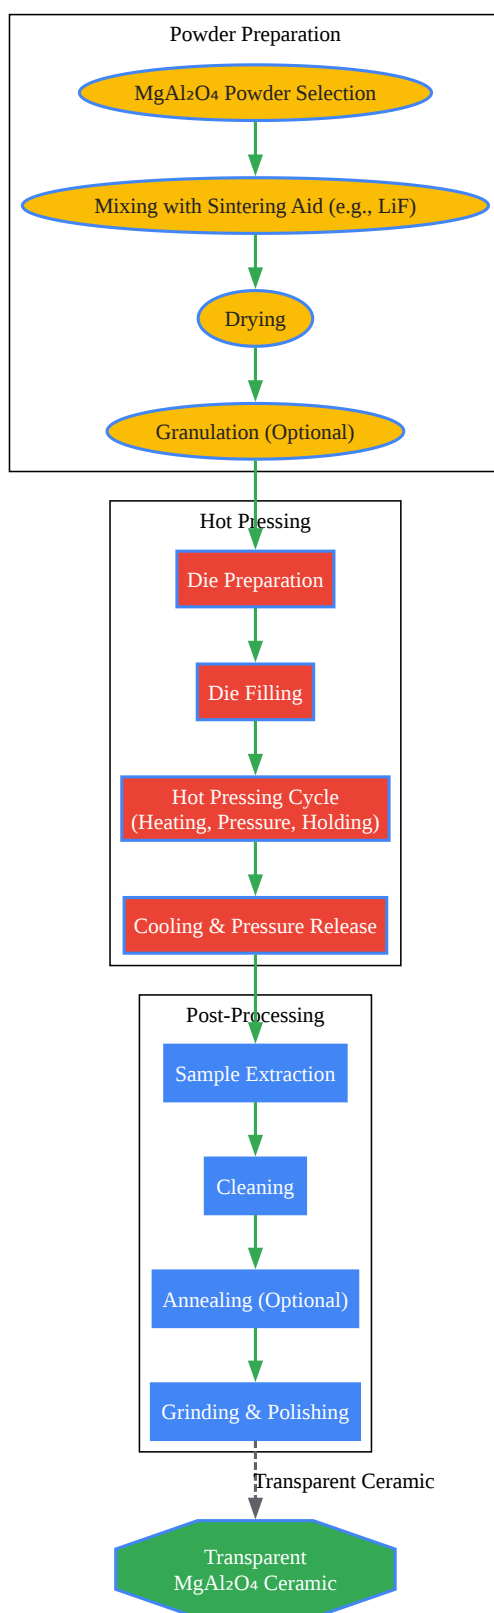 Powder Preparation
MgAl₂O₄ Powder Selection
Mixing with Sintering Aid (e.g., LiF)
Drying
Granulation (Optional)
Hot Pressing
Die Preparation
Die Filling
Hot Pressing Cycle
(Heating, Pressure, Holding)
Cooling & Pressure Release
Post-Processing
Sample Extraction
Cleaning
Annealing (Optional)
Grinding & Polishing
Transparent Ceramic
Transparent
MgAl₂O₄ Ceramic